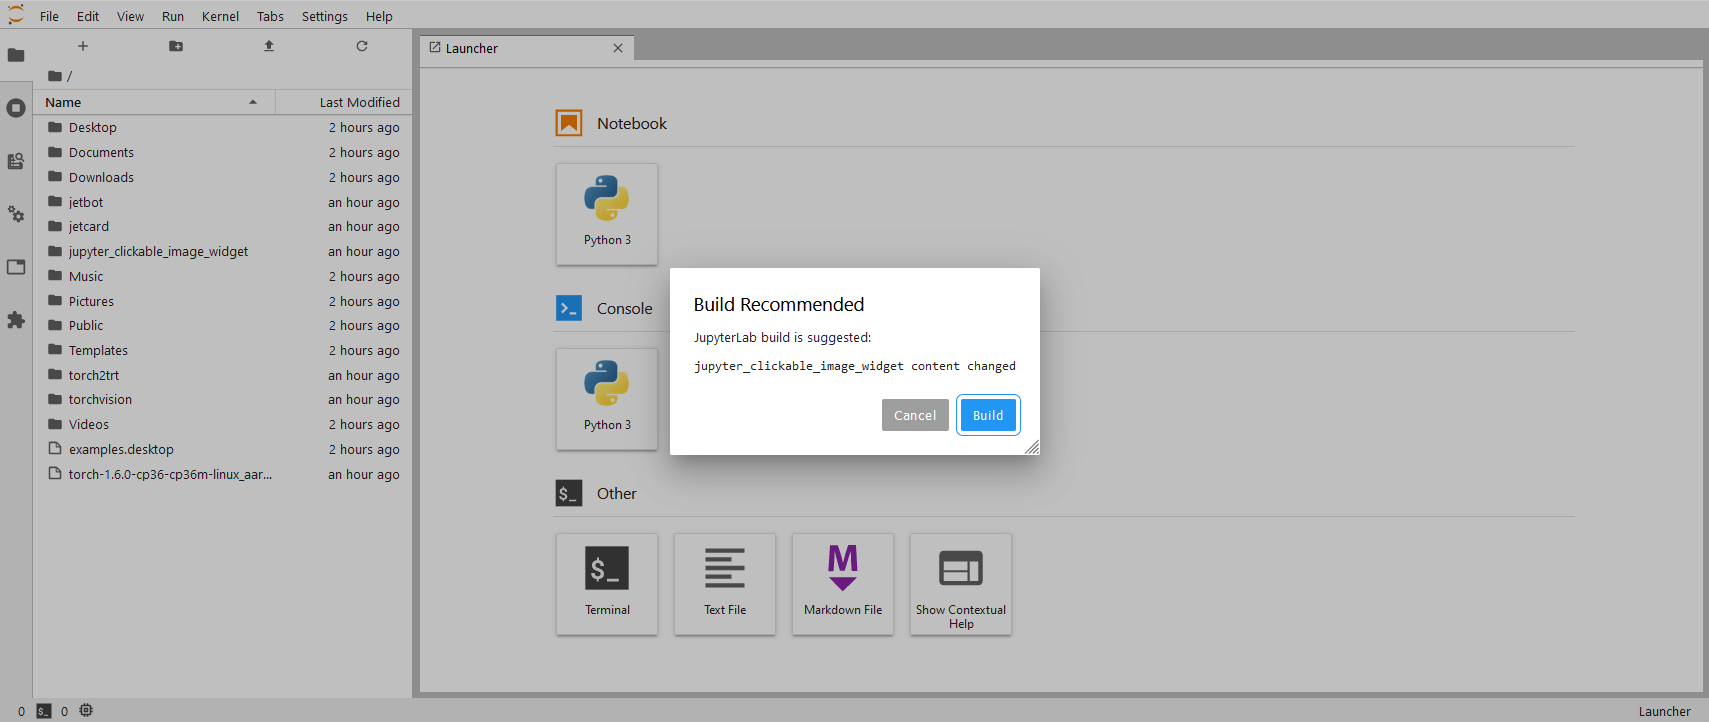 File Edit View Run Kernel Tabs Settings Help
/
Name Last Modified
Desktop 2 hours ago
Documents 2 hours ago
Downloads 2 hours ago
jetbot an hour ago
jetcard an hour ago
jupyter_clickable_image_widget an hour ago
Music 2 hours ago
Pictures 2 hours ago
Public 2 hours ago
Templates 2 hours ago
torch2trt an hour ago
torchvision an hour ago
Videos 2 hours ago
examples.desktop 2 hours ago
torch-1.6.0-cp36-cp36m-linux_aar... an hour ago
Launcher
Notebook
Python 3
Console
Python 3
Build Recommended
JupyterLab build is suggested:
jupyter_clickable_image_widget content changed
Cancel Build
$_ Other
$_ M
Terminal Text File Markdown File Show Contextual
Help
0 $_ 0 Launcher